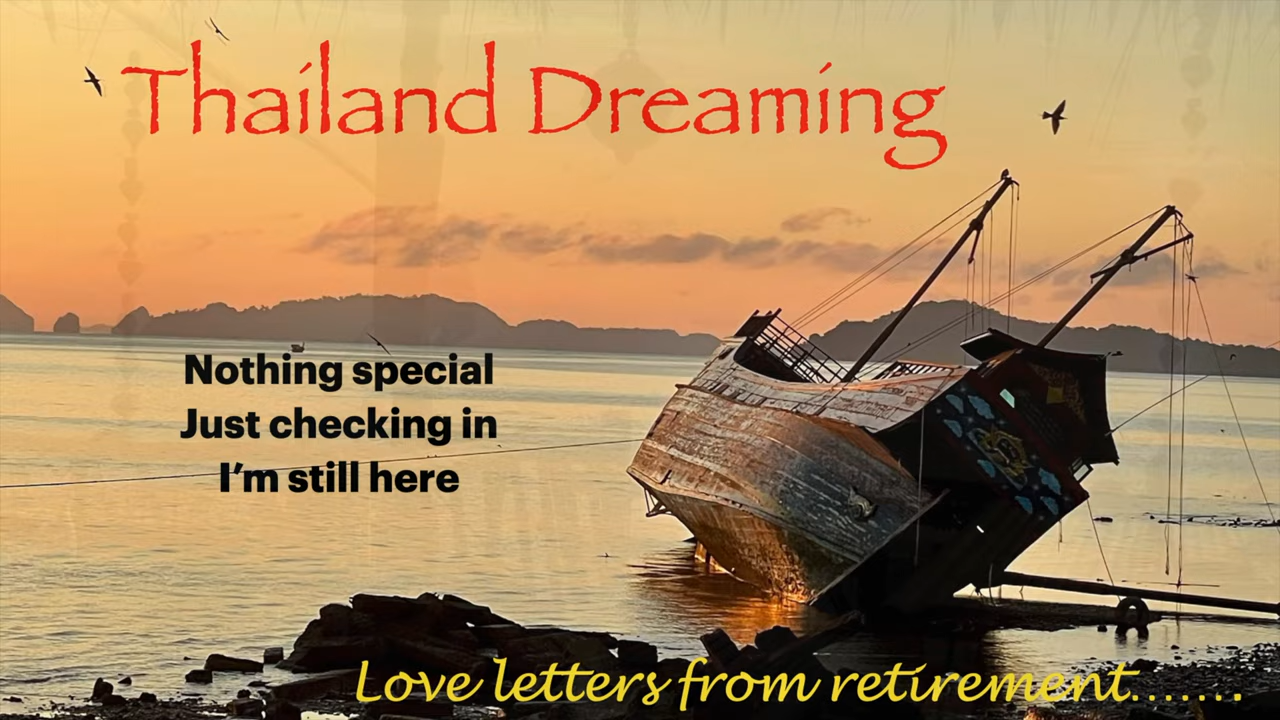 Thailand Dreaming
Nothing special
Just checking in
I'm still here
Love letters from retirement.......